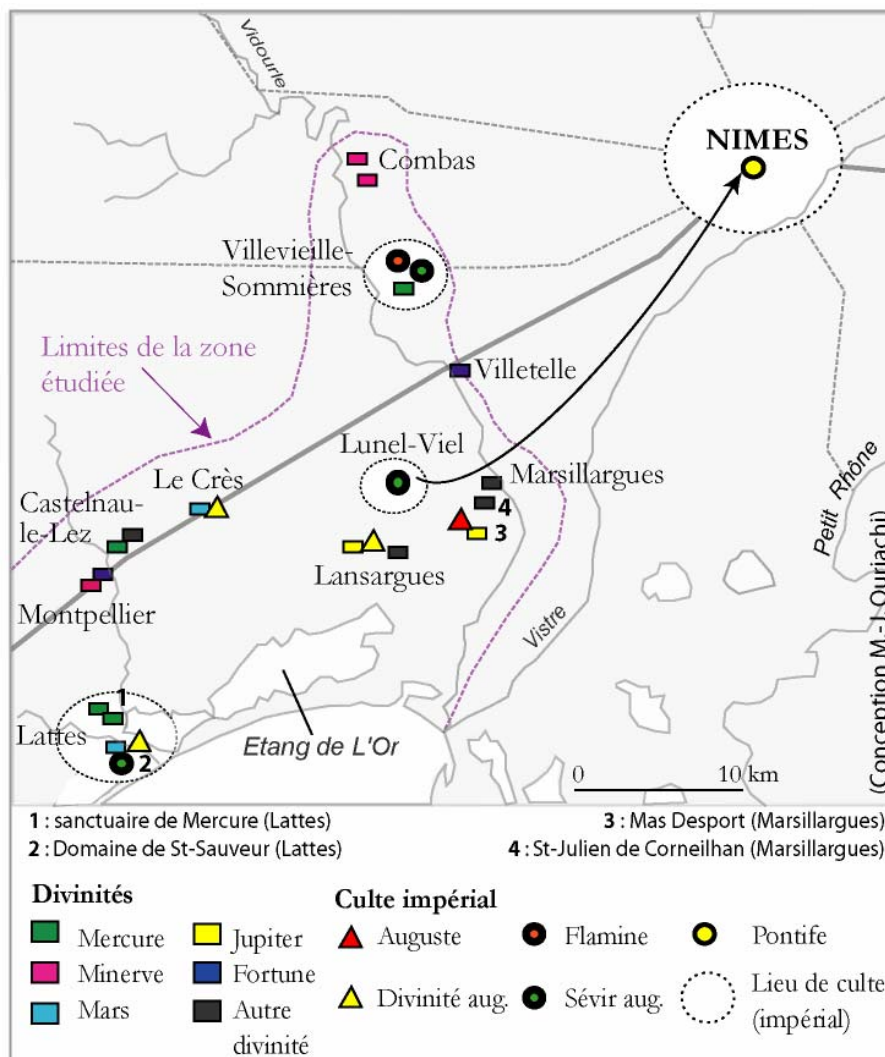 Vidourle
NIMES
Combas
Villevieille-
Sommières
Limites de la zone
étudiée
Villetelle
Lunel-Viel
Marsillargues
Le Crès
4
Castelnau-
le-Lez
3
Lansargues
Petit Rhône
Montpellier
Vistre
1
Lattes
2
Etang de L'Or
0 10 km
(Conception M.-J. Ouriachi)
1 : sanctuaire de Mercure (Lattes)
3 : Mas Desport (Marsillargues)
2 : Domaine de St-Sauveur (Lattes)
4 : St-Julien de Corneilhan (Marsillargues)
Divinités
Mercure
Minerve
Mars
Jupiter
Fortune
Autre
divinité
Culte impérial
Auguste
Divinité aug.
Flamine
Sévir aug.
Pontife
Lieu de culte
(impérial)